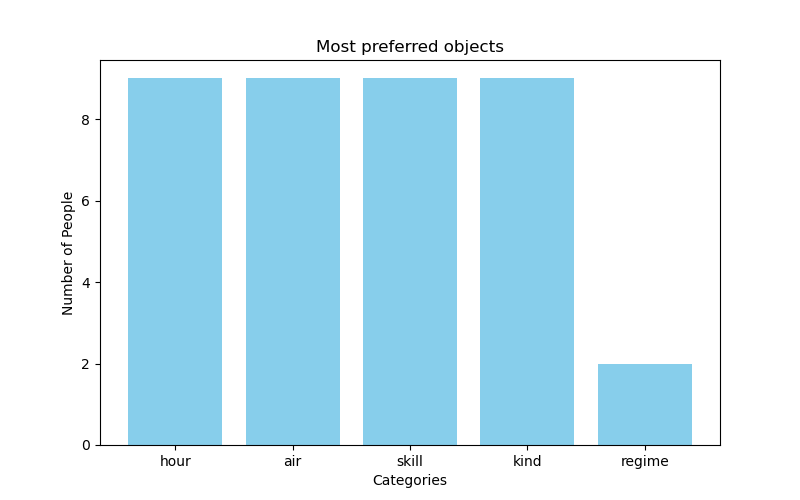 Most preferred objects
Number of People
8
6
4
2
0
hour air skill kind regime
Categories